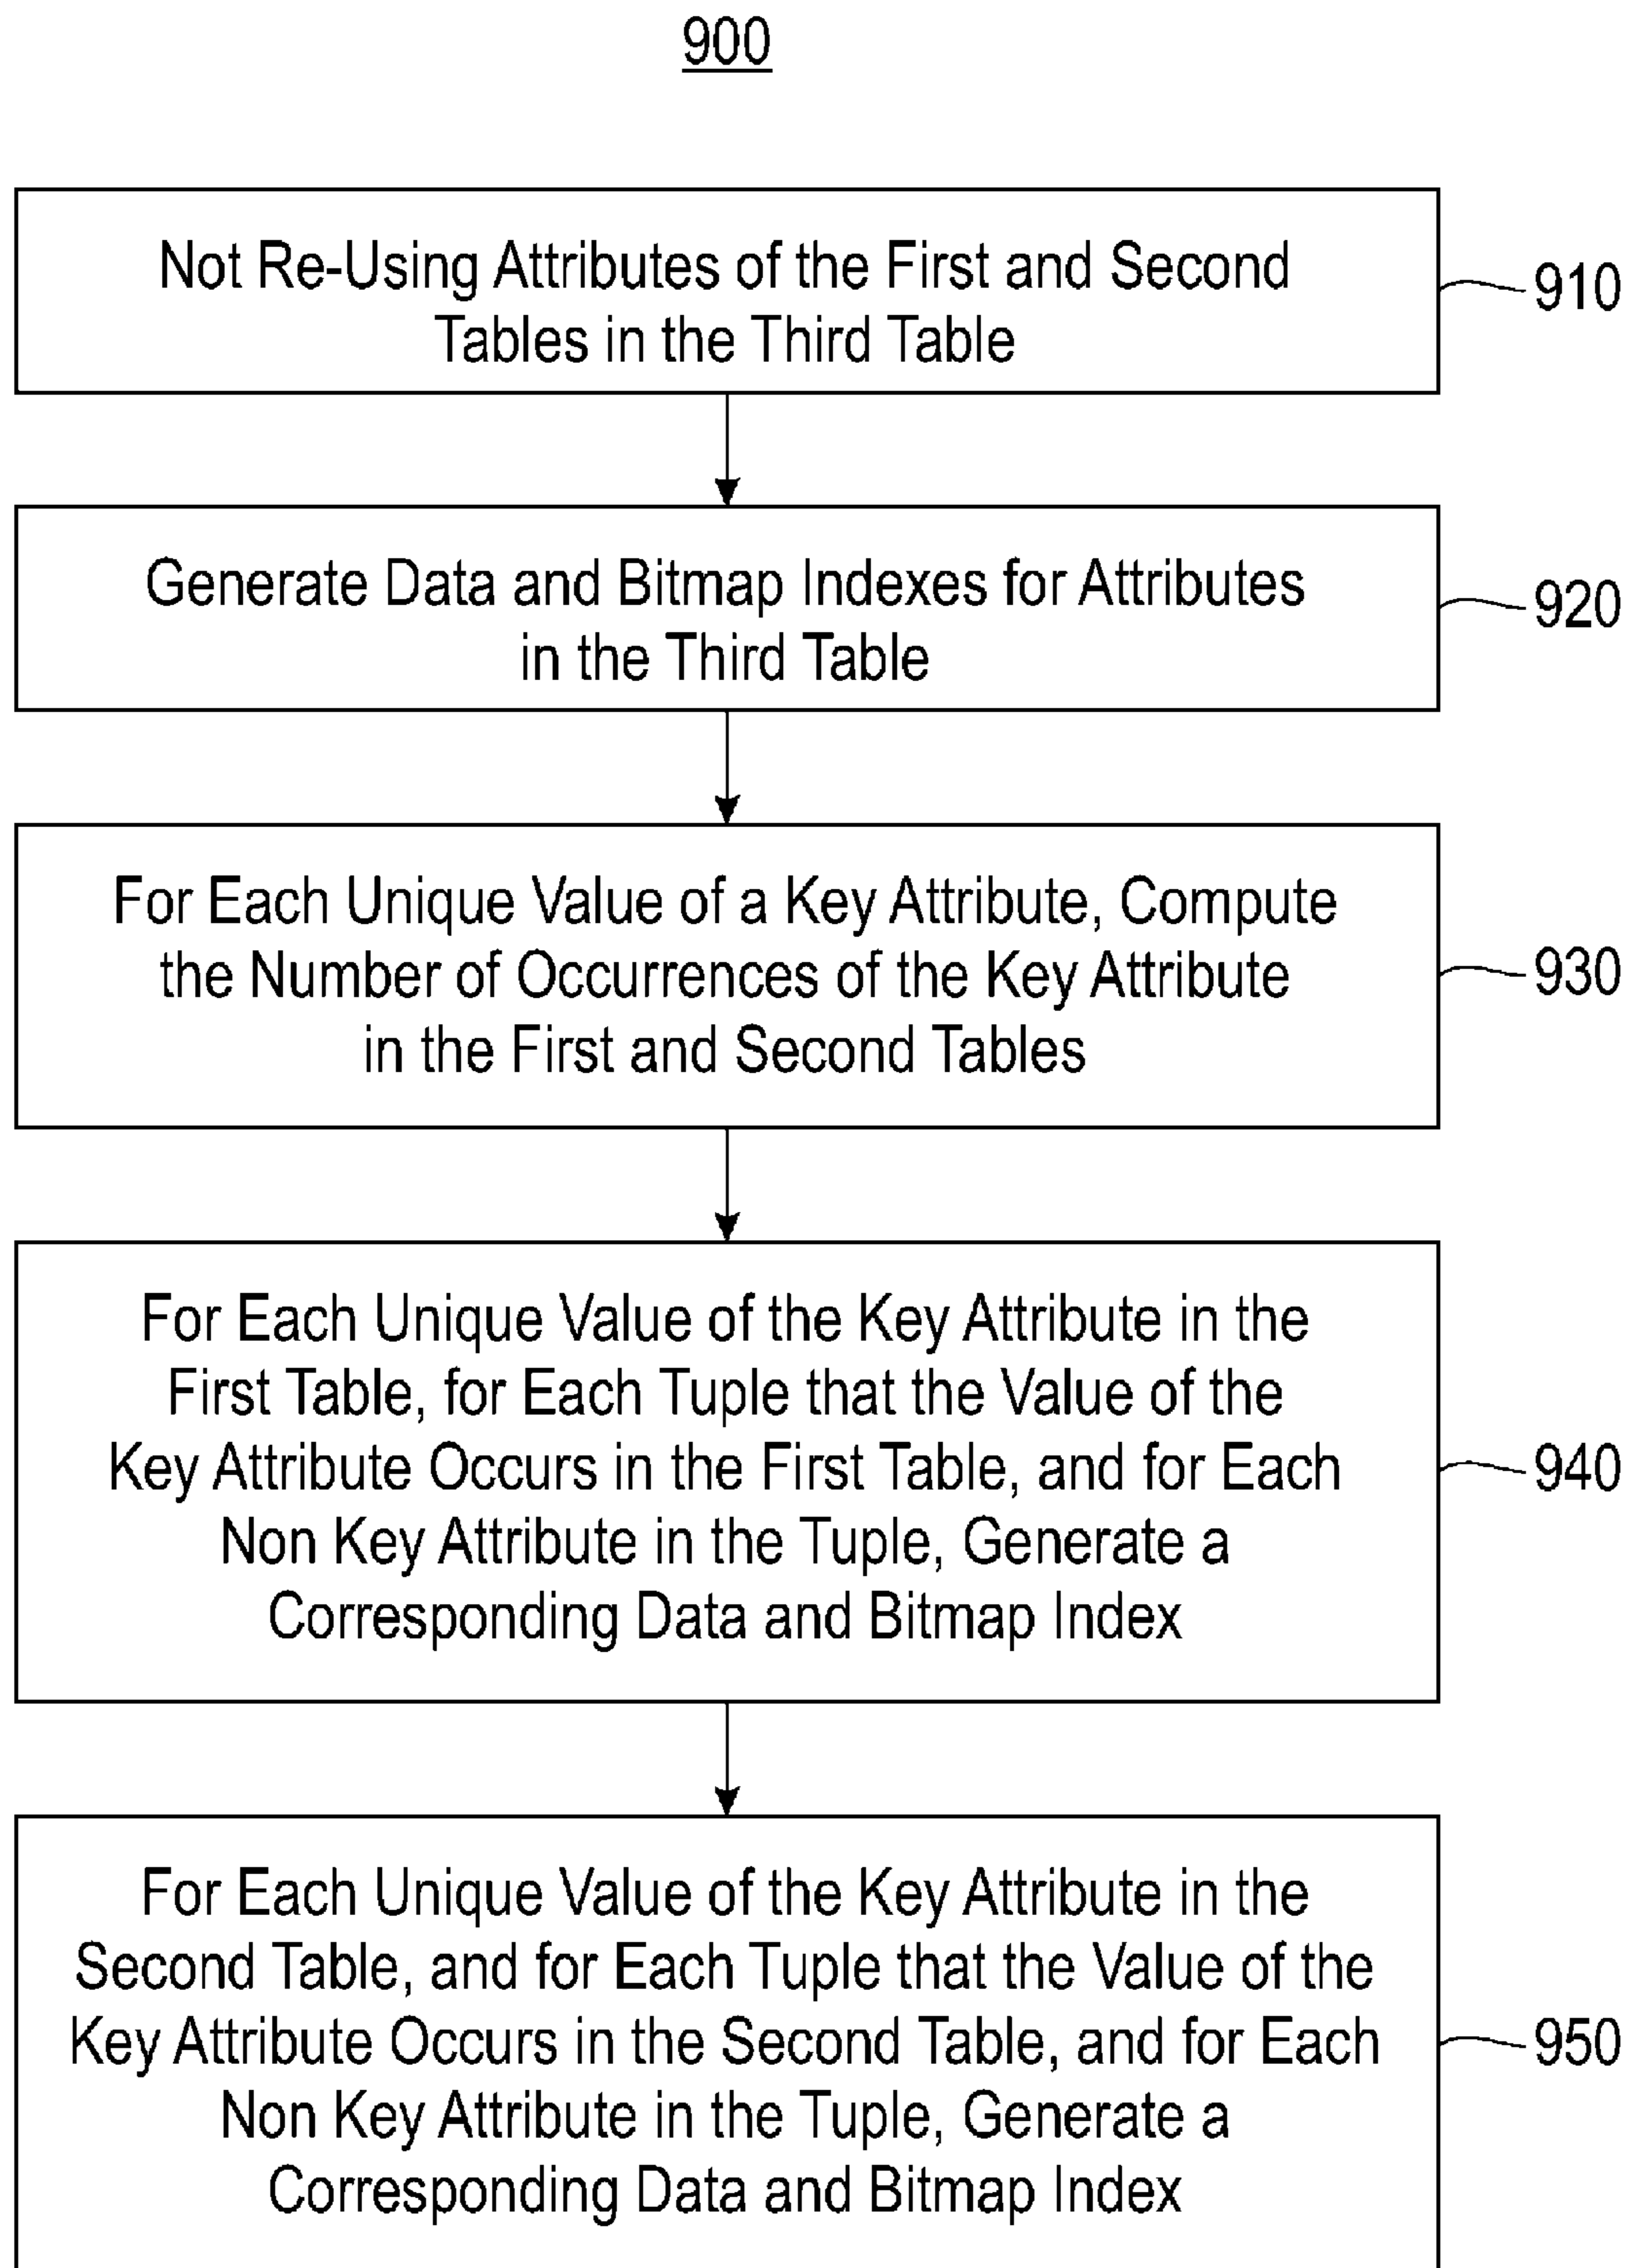 900
Not Re-Using Attributes of the First and Second
Tables in the Third Table
910
Generate Data and Bitmap Indexes for Attributes
in the Third Table
920
For Each Unique Value of a Key Attribute, Compute
the Number of Occurrences of the Key Attribute
in the First and Second Tables
930
For Each Unique Value of the Key Attribute in the
First Table, for Each Tuple that the Value of the
Key Attribute Occurs in the First Table, and for Each
Non Key Attribute in the Tuple, Generate a
Corresponding Data and Bitmap Index
940
For Each Unique Value of the Key Attribute in the
Second Table, and for Each Tuple that the Value of the
Key Attribute Occurs in the Second Table, and for Each
Non Key Attribute in the Tuple, Generate a
Corresponding Data and Bitmap Index
950